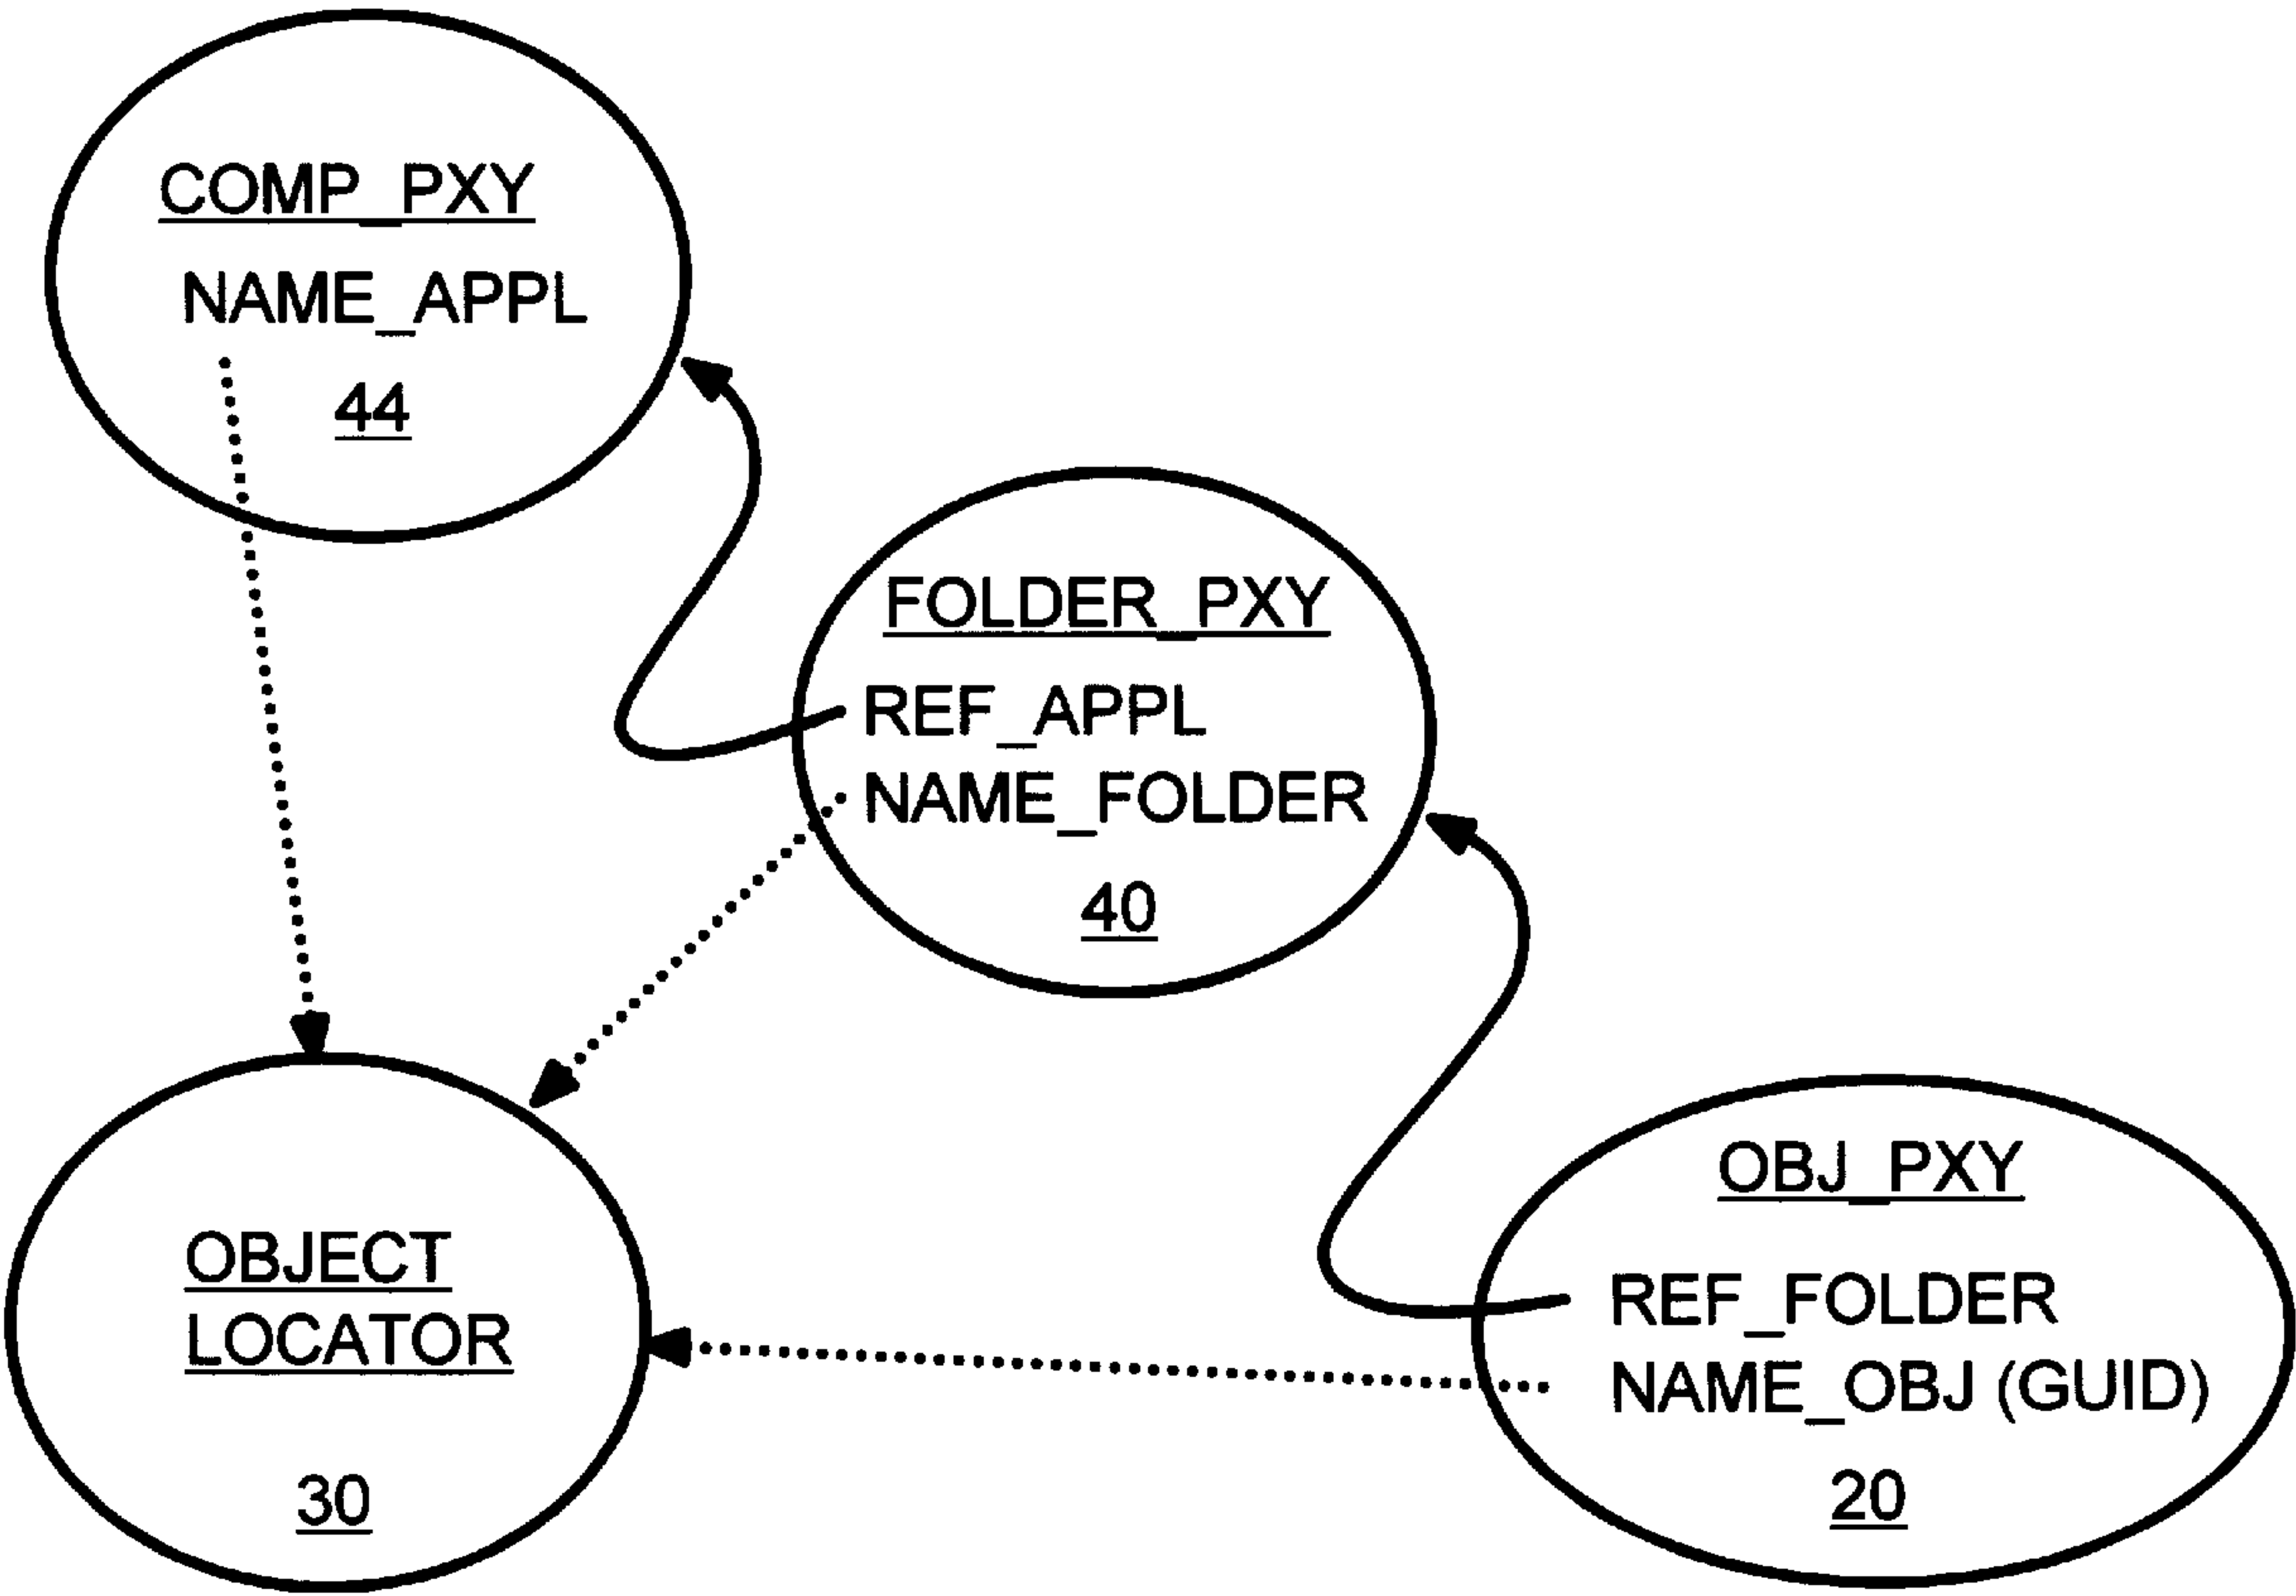 COMP_PXY
NAME_APPL
44
FOLDER_PXY
REF_APPL
NAME_FOLDER
40
OBJECT
LOCATOR
30
OBJ_PXY
REF_FOLDER
NAME_OBJ (GUID)
20